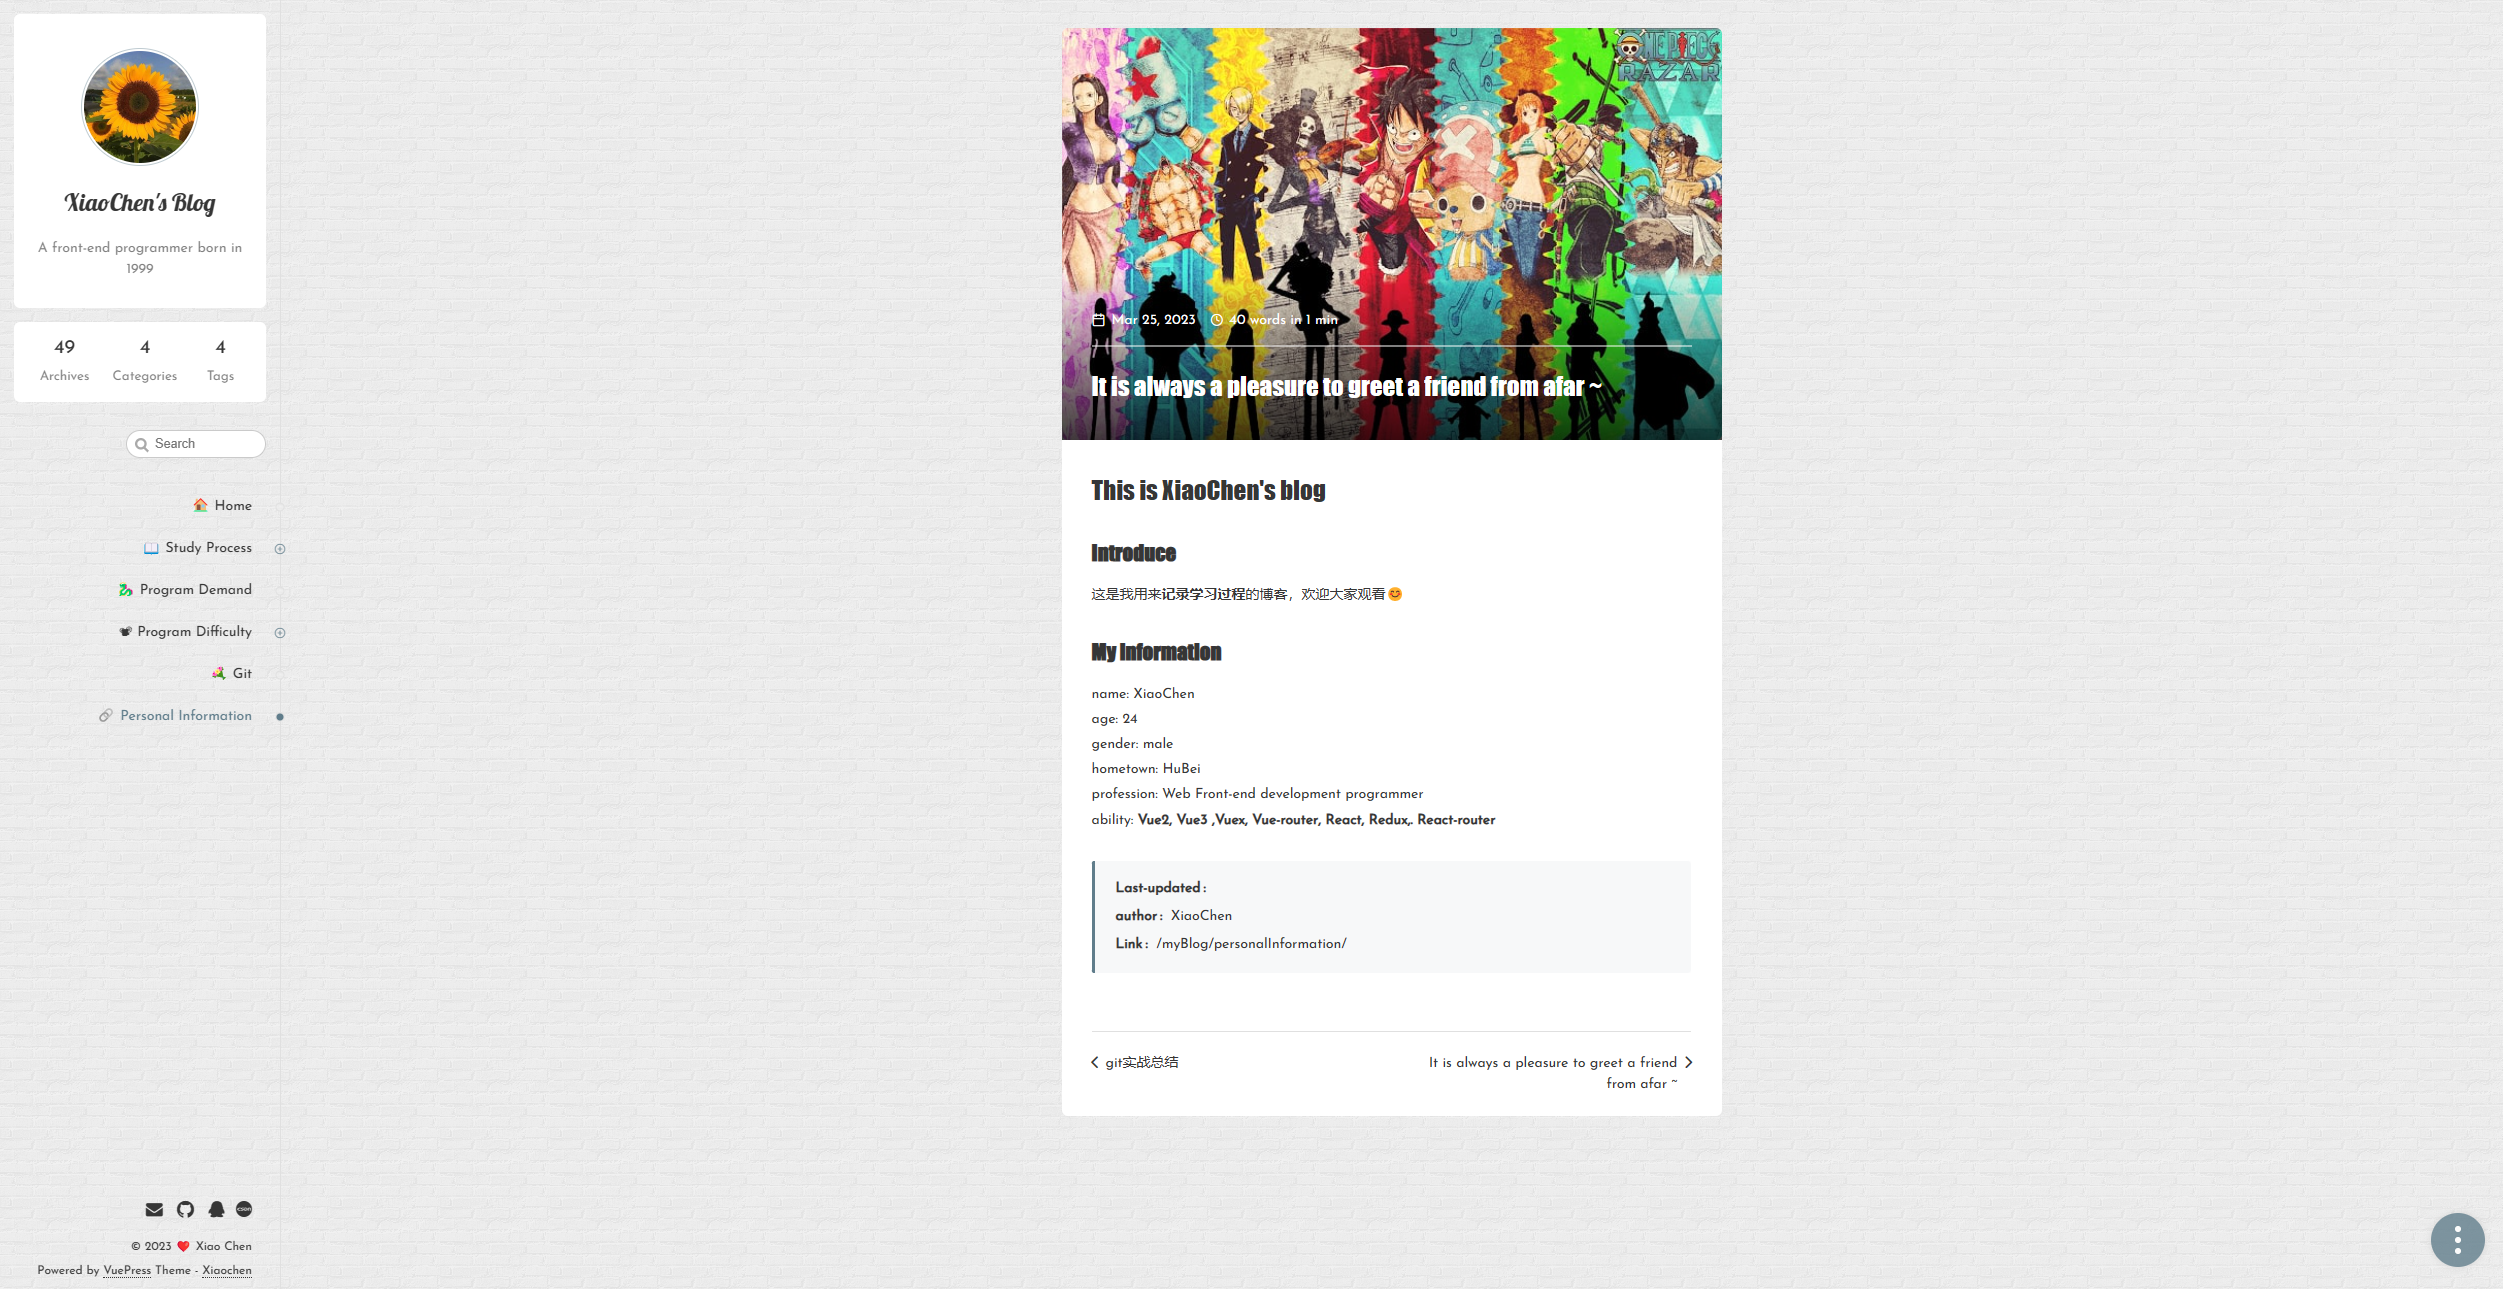 XiaoChen's Blog
A front-end programmer born in
1999
49 4 4
Archives Categories Tags
Search
Home
Study Process
Program Demand
Program Difficulty
Git
Personal Information
CSDN
© 2023 ❤️ Xiao Chen
Powered by VuePress Theme - Xiaochen
ONE PIECE
RAZAR
Mar 25, 2023 40 words in 1 min
It is always a pleasure to greet a friend from afar ~
This is XiaoChen's blog
Introduce
这是我用来记录学习过程的博客，欢迎大家观看😊
My Information
name: XiaoChen
age: 24
gender: male
hometown: HuBei
profession: Web Front-end development programmer
ability: Vue2, Vue3 ,Vuex, Vue-router, React, Redux,. React-router
Last-updated :
author : XiaoChen
Link : /myBlog/personalInformation/
git实战总结
It is always a pleasure to greet a friend
from afar ~